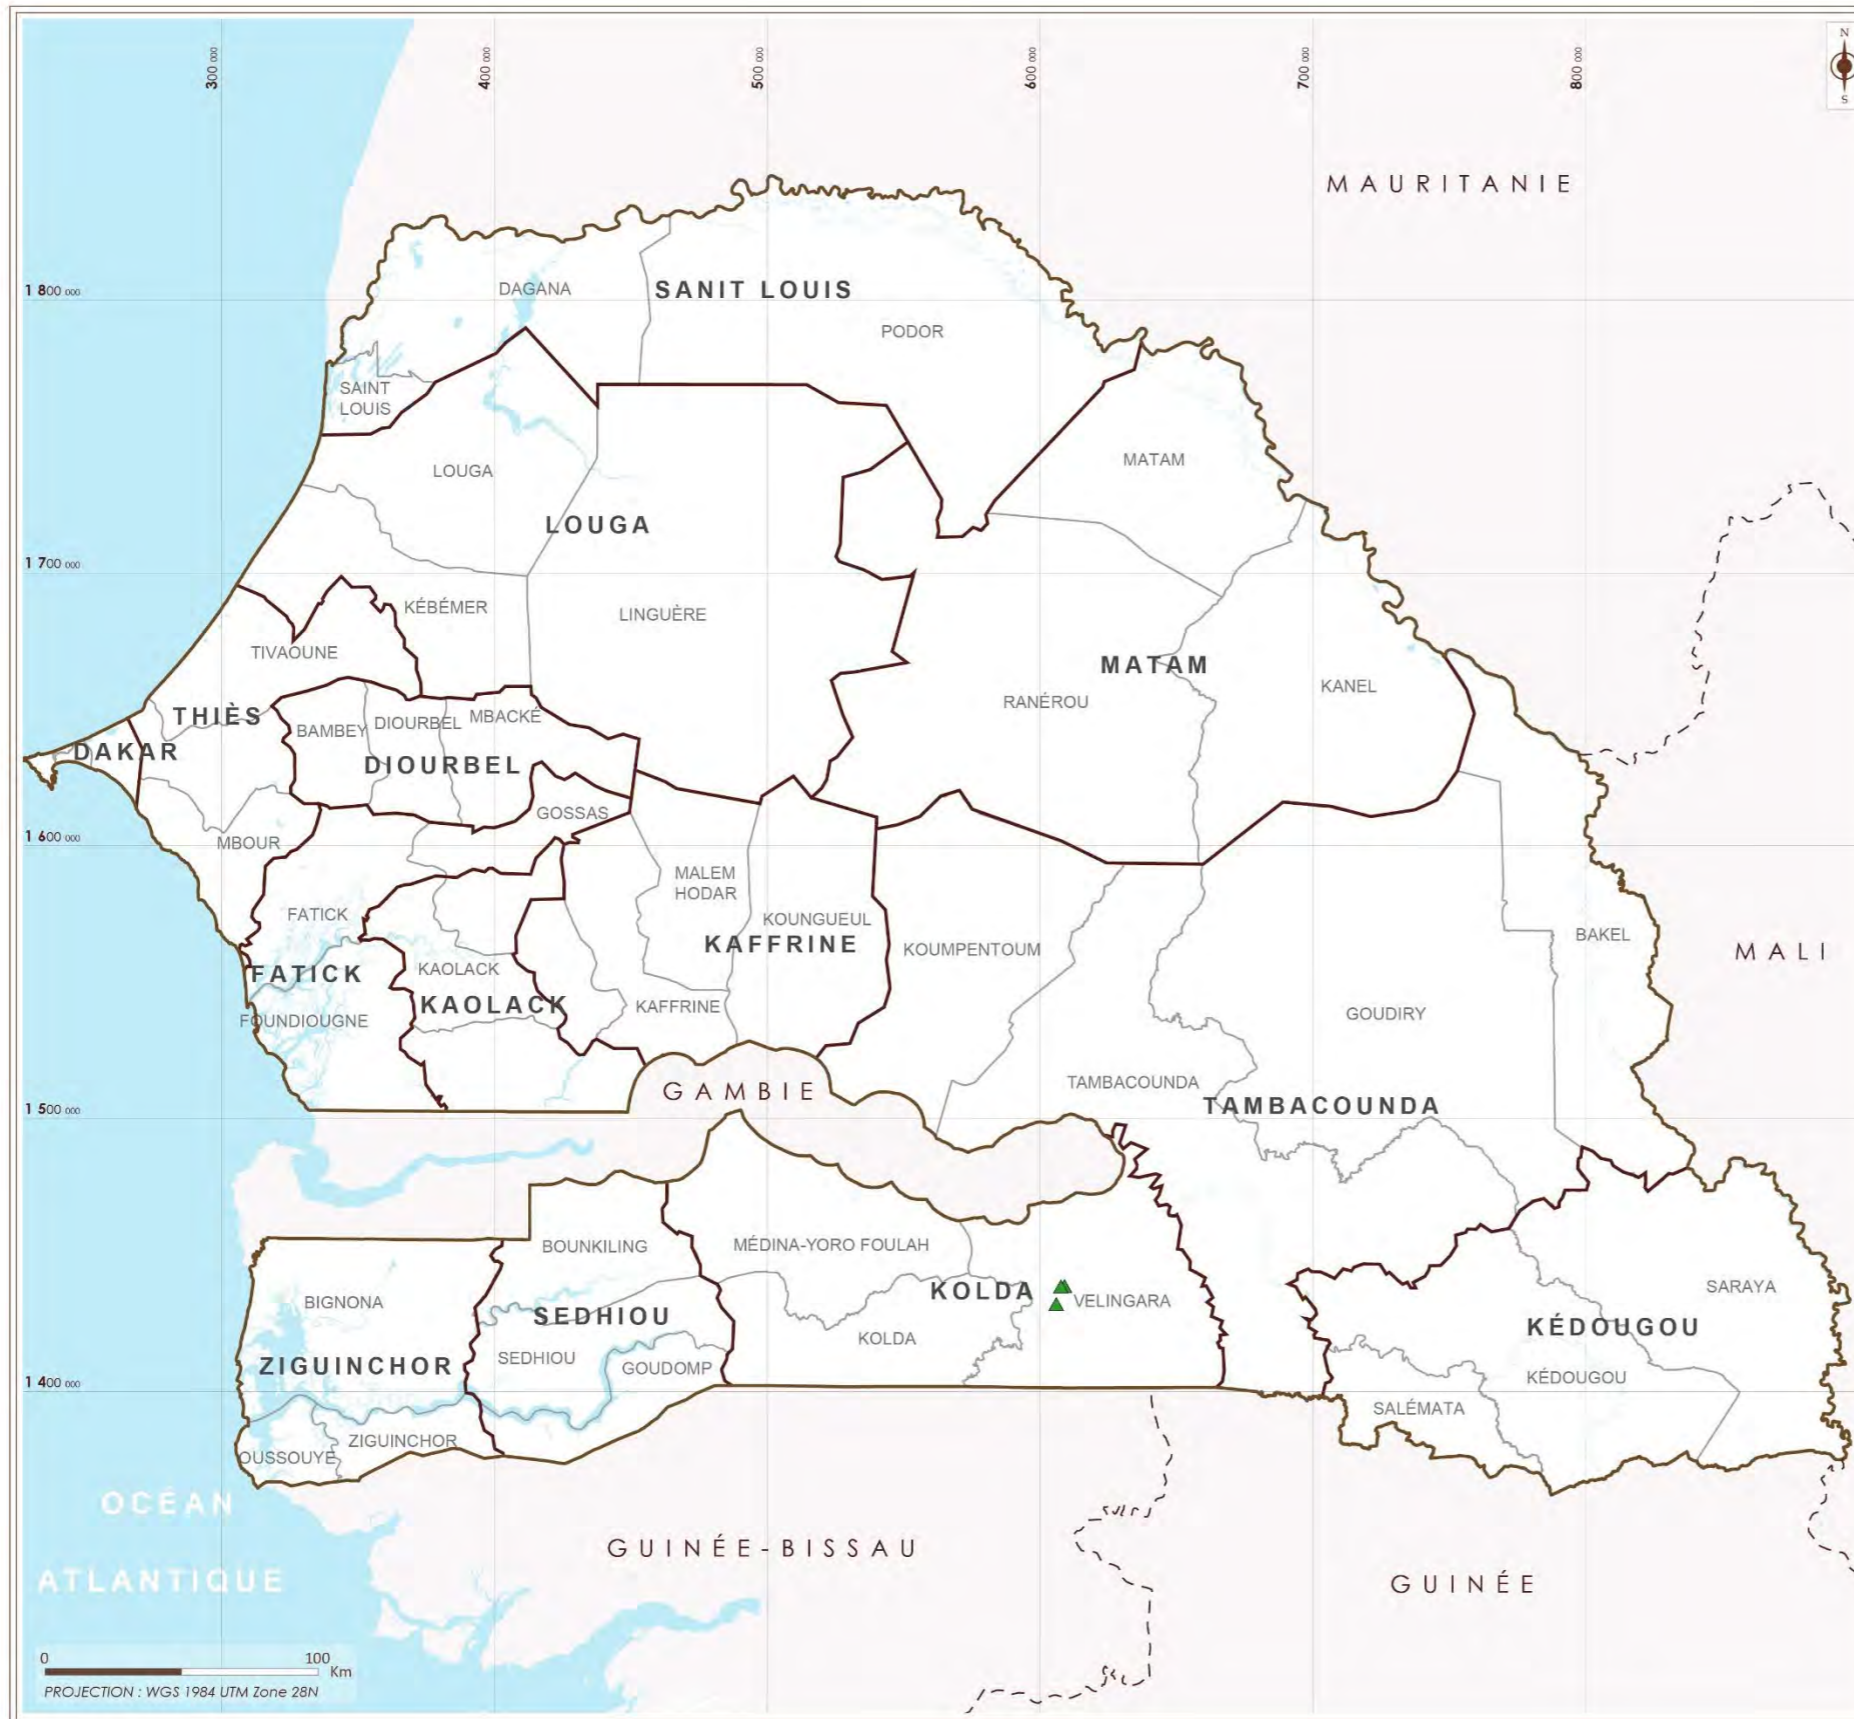 300 000
400 000
500 000
600 000
700 000
800 000
N
S
MAURITANIE
1 800 000
DAGANA
SANIT LOUIS
PODOR
SAINT
LOUIS
MATAM
LOUGA
LOUGA
1 700 000
KÉBÉMER
LINGUÈRE
TIVAOUNE
MATAM
KANEL
RANÉROU
THIÈS
BAMBEY
DIOURBEL
MBACKÉ
DAKAR
DIOURBEL
GOSSAS
1 600 000
MBOUR
MALEM
HODAR
FATICK
KOUNGUEUL
KAFFRINE
KOUMPENTOUM
BAKEL
MALI
FATICK
KAOLACK
KAOLACK
KAFFRINE
FOUNDIOUGNE
GOUDIRY
GAMBIE
TAMBACOUNDA
TAMBACOUNDA
1 500 000
BOUNKILING
MÉDINA-YORO FOULAH
KOLDA
VELINGARA
SARAYA
BIGNONA
SEDHIOU
KOLDA
KÉDOUGOU
ZIGUINCHOR
SEDHIOU
GOUDOMP
KÉDOUGOU
1 400 000
SALÉMATA
ZIGUINCHOR
OUSSOUYE
OCÉAN
ATLANTIQUE
GUINÉE-BISSAU
GUINÉE
0 100
Km
PROJECTION : WGS 1984 UTM Zone 28N